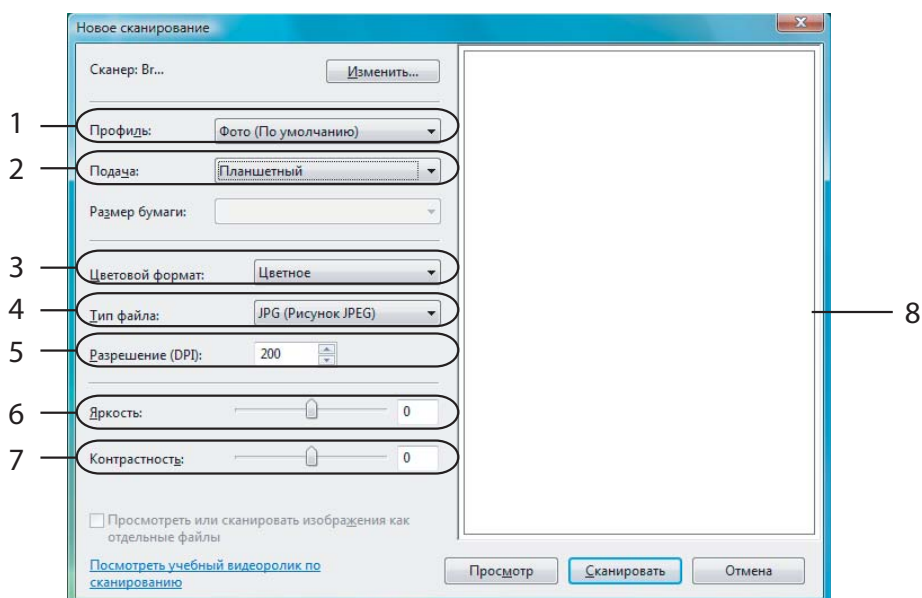 Новое сканирование
Сканер: Br...
Изменить...
1
Профиль:
Фото (По умолчанию)
2
Подача:
Планшетный
Размер бумаги:
3
Цветовой формат:
Цветное
4
Тип файла:
JPG (Рисунок JPEG)
8
5
Разрешение (DPI):
200
6
Яркость:
0
7
Контрастность:
0
Просмотреть или сканировать изображения как
отдельные файлы
Посмотреть учебный видеоролик по
сканированию
Просмотр
Сканировать
Отмена